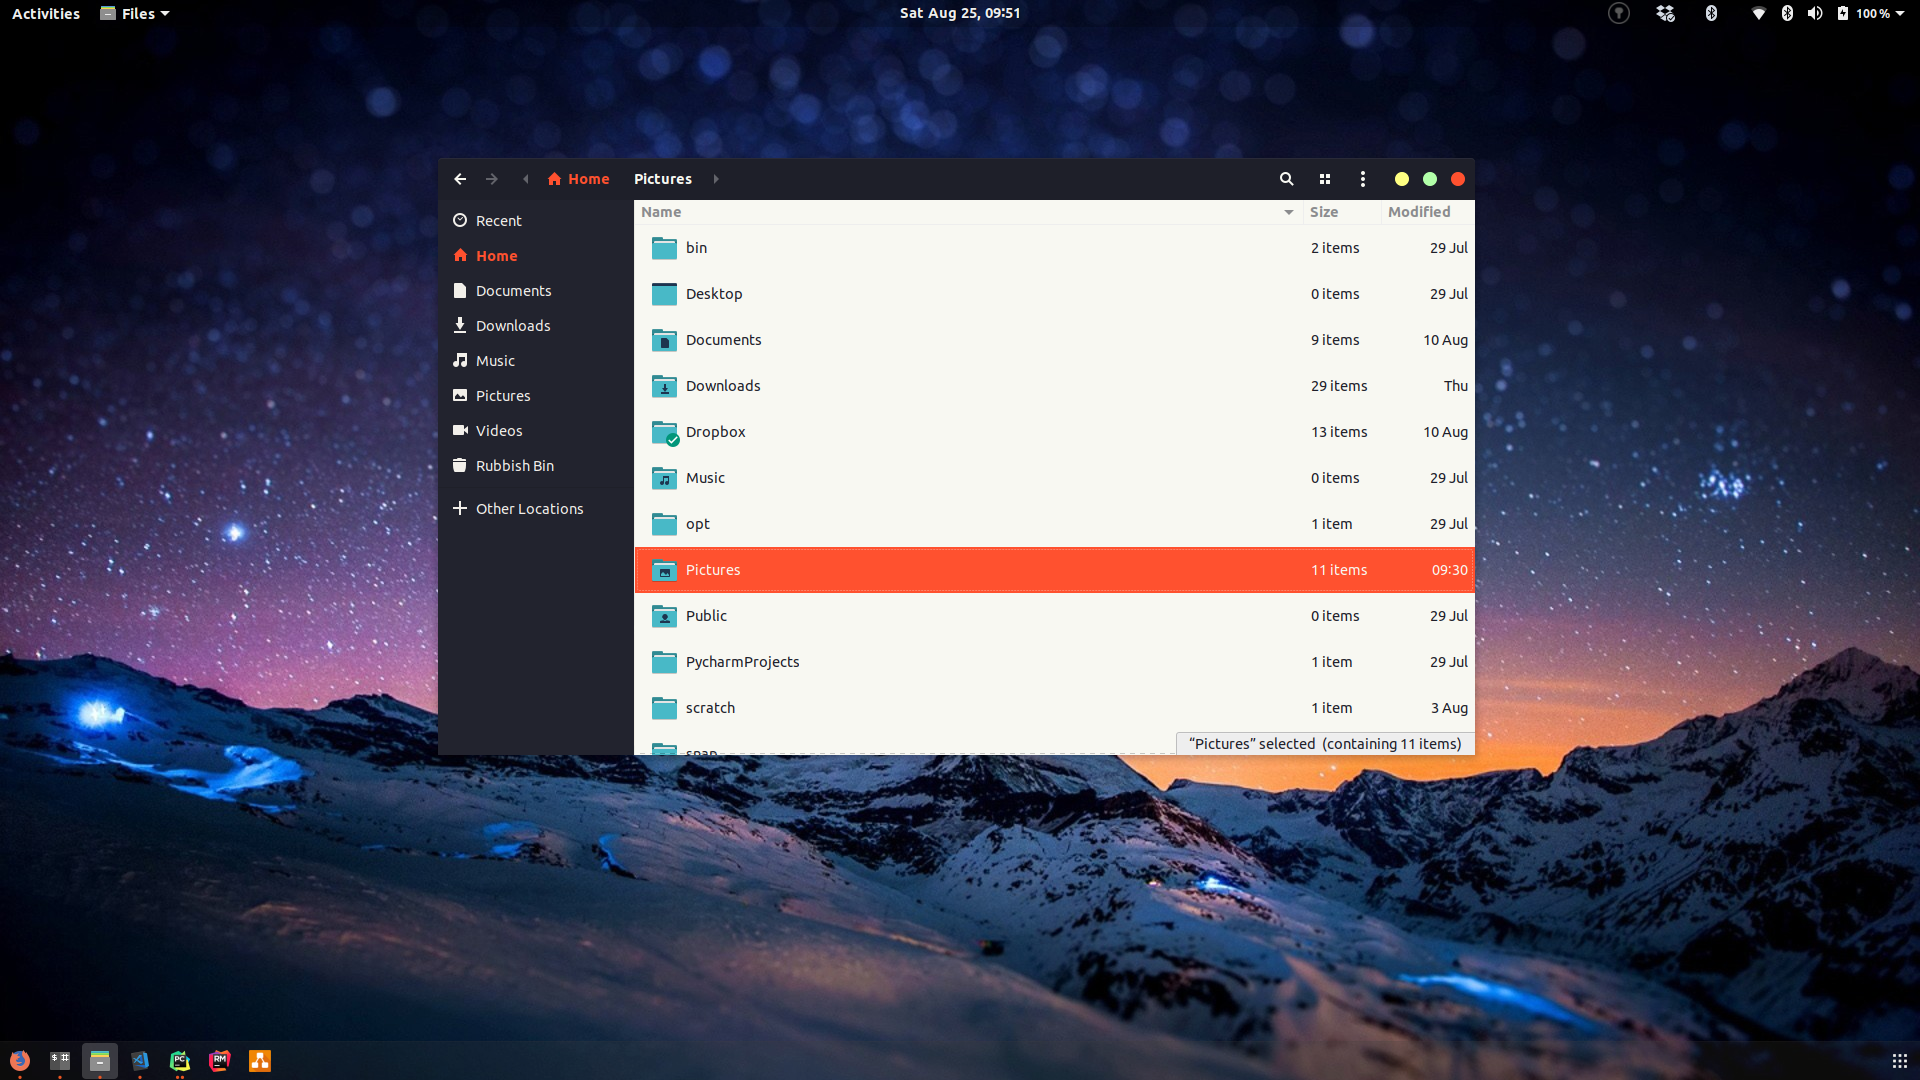 Activities Files Sat Aug 25, 09:51 100 %
Home Pictures
Name Size Modified
Recent
Home
Documents
Downloads
Music
Pictures
Videos
Rubbish Bin
Other Locations
bin 2 items 29 Jul
Desktop 0 items 29 Jul
Documents 9 items 10 Aug
Downloads 29 items Thu
Dropbox 13 items 10 Aug
Music 0 items 29 Jul
opt 1 item 29 Jul
Pictures 11 items 09:30
Public 0 items 29 Jul
PycharmProjects 1 item 29 Jul
scratch 1 item 3 Aug
snap
“Pictures” selected (containing 11 items)
$ # PC RM